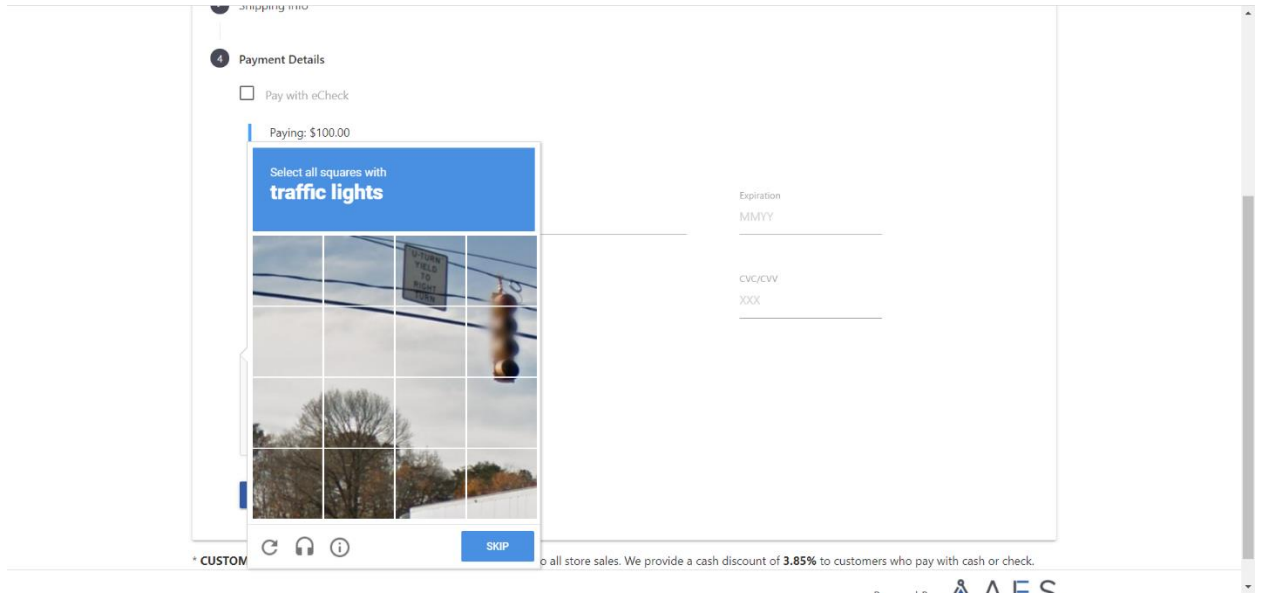 4 Payment Details
Pay with eCheck
Paying: $100.00
Select all squares with
traffic lights
Expiration
MMYY
U-TURN
YIELD
TO
RIGHT
TURN
CVC/CVV
XXX
SKIP
* CUSTOM
o all store sales. We provide a cash discount of 3.85% to customers who pay with cash or check.
AES